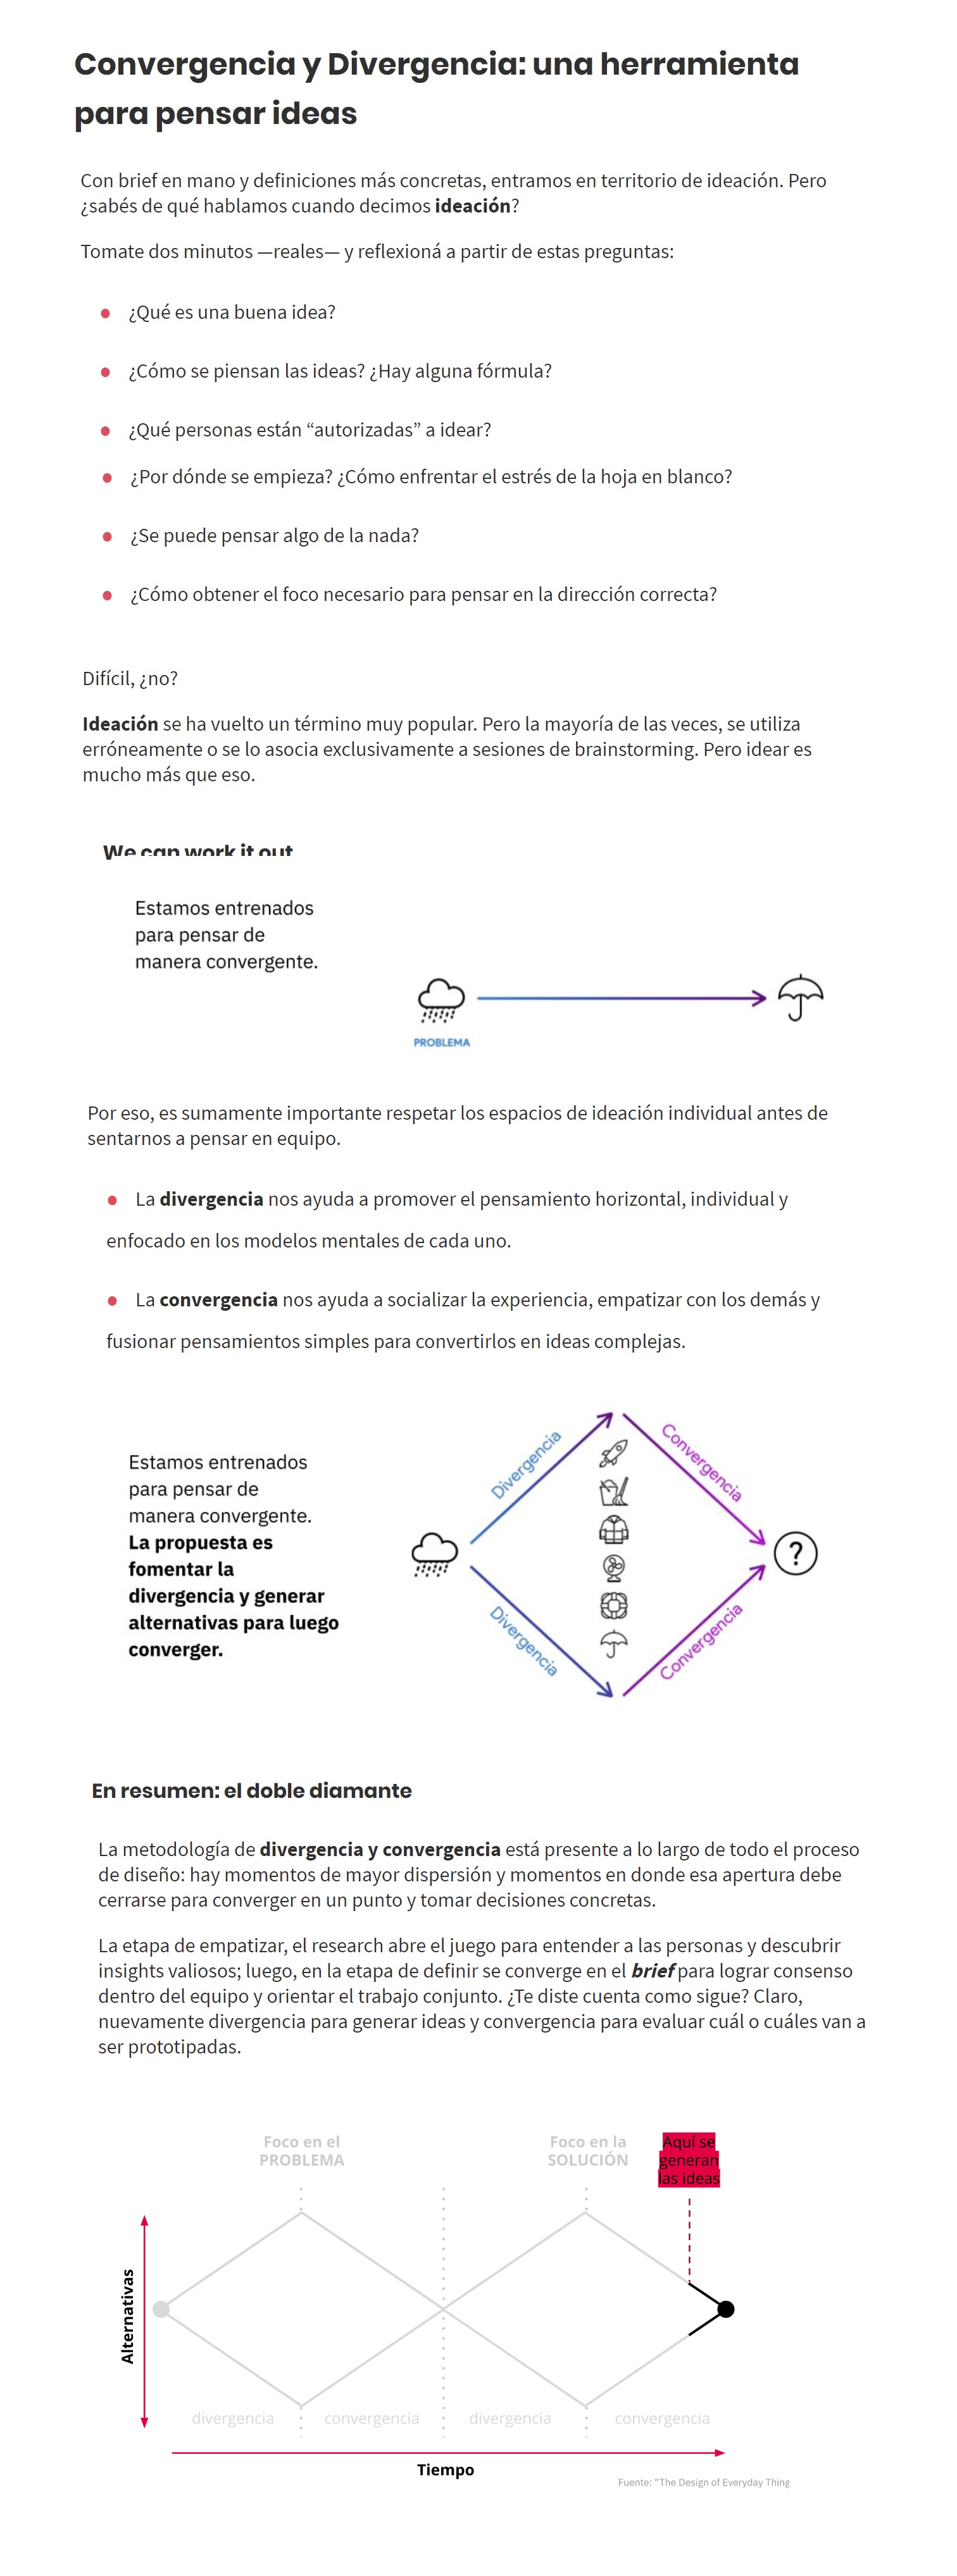 Convergencia y Divergencia: una herramienta
para pensar ideas
Con brief en mano y definiciones más concretas, entramos en territorio de ideación. Pero
¿sabés de qué hablamos cuando decimos ideación?
Tomate dos minutos —reales— y reflexioná a partir de estas preguntas:
● ¿Qué es una buena idea?
● ¿Cómo se piensan las ideas? ¿Hay alguna fórmula?
● ¿Qué personas están “autorizadas” a idear?
● ¿Por dónde se empieza? ¿Cómo enfrentar el estrés de la hoja en blanco?
● ¿Se puede pensar algo de la nada?
● ¿Cómo obtener el foco necesario para pensar en la dirección correcta?
Difícil, ¿no?
Ideación se ha vuelto un término muy popular. Pero la mayoría de las veces, se utiliza
erróneamente o se lo asocia exclusivamente a sesiones de brainstorming. Pero idear es
mucho más que eso.
We can work it out
Estamos entrenados
para pensar de
manera convergente.
PROBLEMA
Por eso, es sumamente importante respetar los espacios de ideación individual antes de
sentarnos a pensar en equipo.
● La divergencia nos ayuda a promover el pensamiento horizontal, individual y
enfocado en los modelos mentales de cada uno.
● La convergencia nos ayuda a socializar la experiencia, empatizar con los demás y
fusionar pensamientos simples para convertirlos en ideas complejas.
Estamos entrenados
para pensar de
manera convergente.
La propuesta es
fomentar la
divergencia y generar
alternativas para luego
converger.
Divergencia
Convergencia
?
Divergencia
Convergencia
En resumen: el doble diamante
La metodología de divergencia y convergencia está presente a lo largo de todo el proceso
de diseño: hay momentos de mayor dispersión y momentos en donde esa apertura debe
cerrarse para converger en un punto y tomar decisiones concretas.
La etapa de empatizar, el research abre el juego para entender a las personas y descubrir
insights valiosos; luego, en la etapa de definir se converge en el brief para lograr consenso
dentro del equipo y orientar el trabajo conjunto. ¿Te diste cuenta como sigue? Claro,
nuevamente divergencia para generar ideas y convergencia para evaluar cuál o cuáles van a
ser prototipadas.
Foco en el
PROBLEMA
Foco en la
SOLUCIÓN
Aquí se
generan
las ideas
Alternativas
divergencia
convergencia
divergencia
convergencia
Tiempo
Fuente: "The Design of Everyday Thing